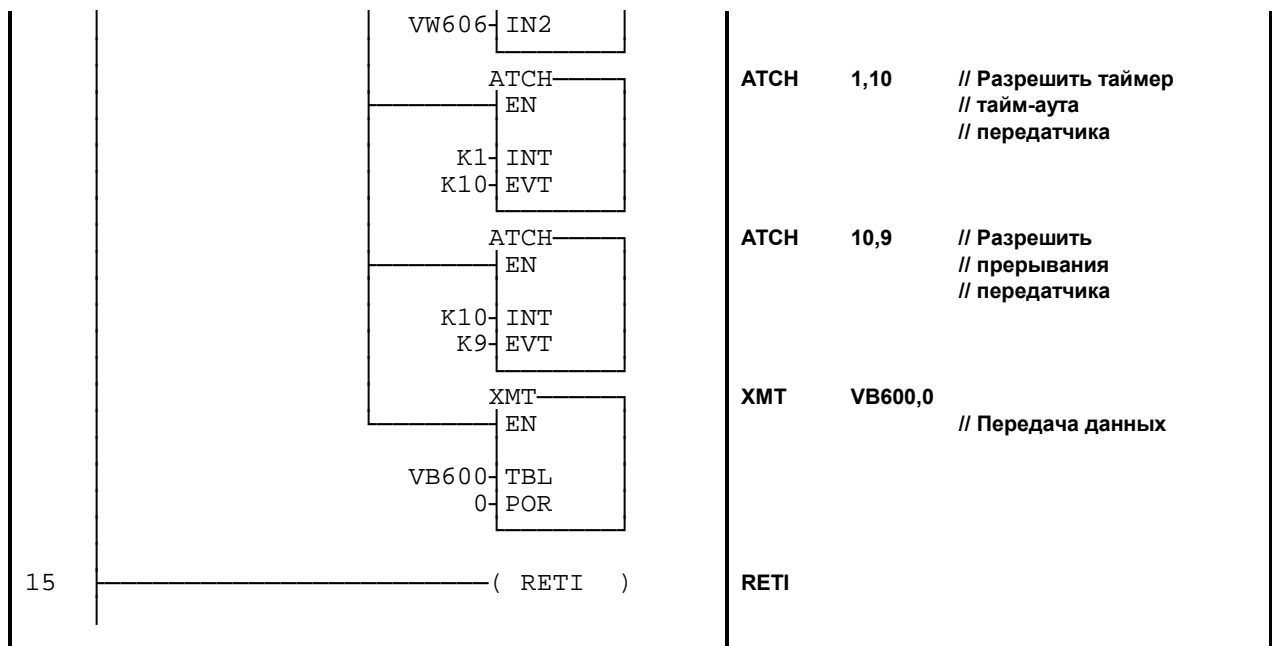 VW606 IN2
ATCH ATCH 1,10 // Разрешить таймер
EN // тайм-аута
// передатчика
K1 INT
K10 EVT
ATCH ATCH 10,9 // Разрешить
EN // прерывания
// передатчика
K10 INT
K9 EVT
XMT XMT VB600,0
EN // Передача данных
VB600 TBL
0 POR
15 ( RETI ) RETI